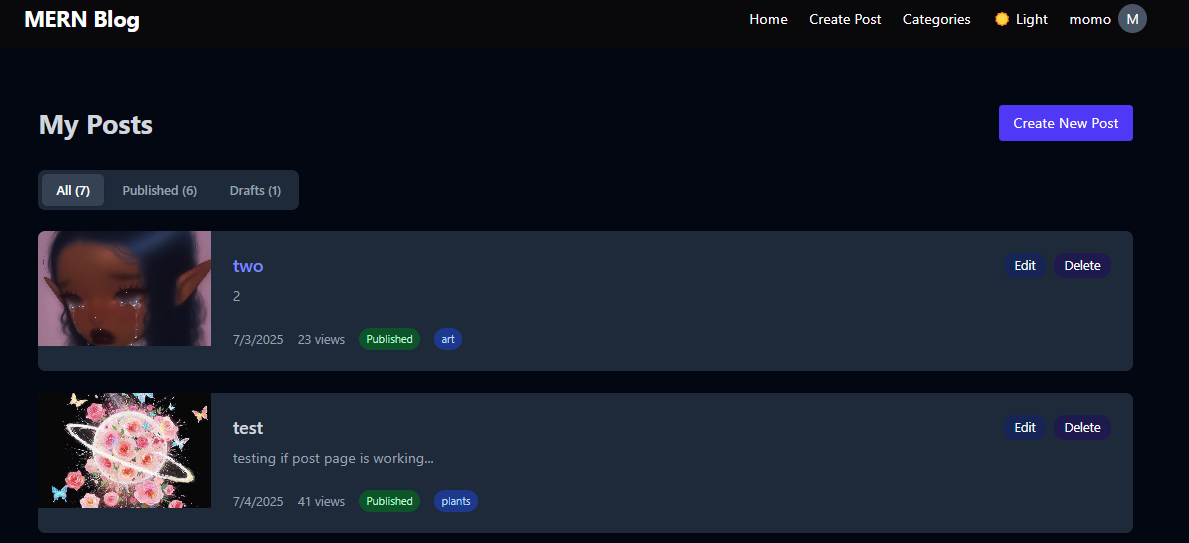 MERN Blog
Home Create Post Categories Light momo M
My Posts
Create New Post
All (7) Published (6) Drafts (1)
two
Edit Delete
2
7/3/2025 23 views Published art
test
Edit Delete
testing if post page is working...
7/4/2025 41 views Published plants